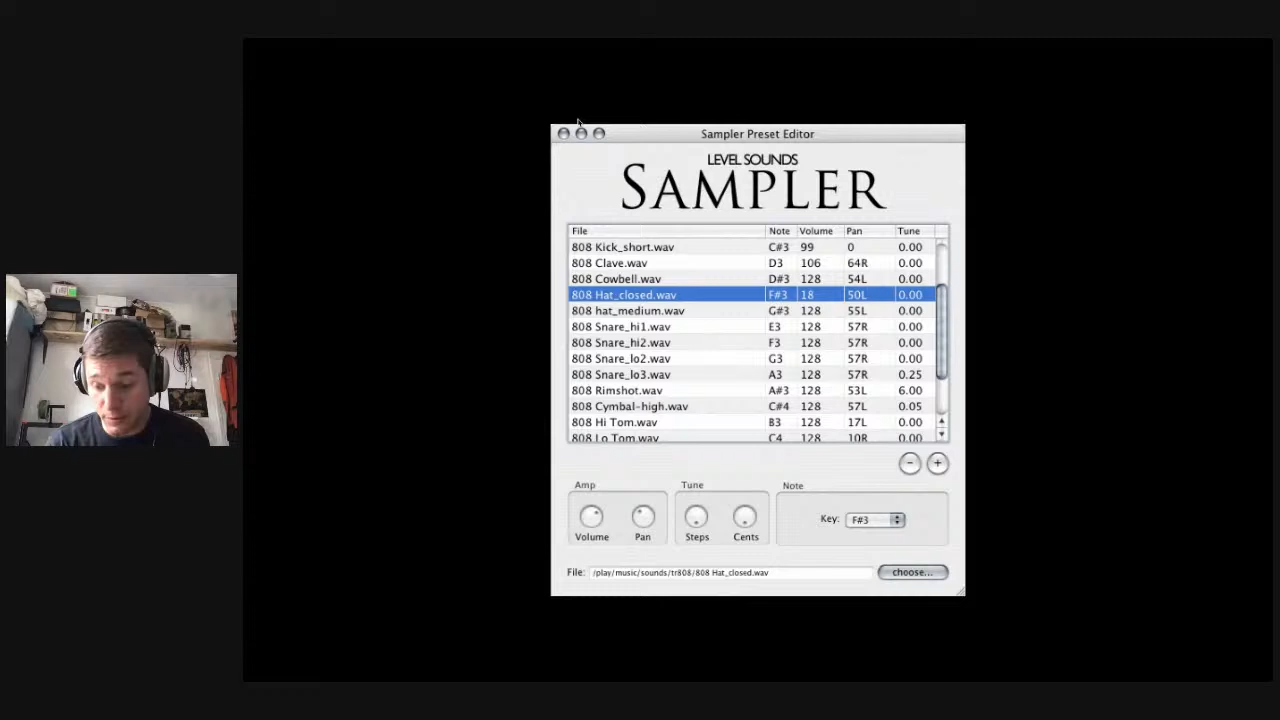 Sampler Preset Editor
LEVEL SOUNDS
SAMPLER
File Note Volume Pan Tune
808 Kick_short.wav C#3 99 0 0.00
808 Clave.wav D3 106 64R 0.00
808 Cowbell.wav D#3 128 54L 0.00
808 Hat_closed.wav F#3 18 50L 0.00
808 hat_medium.wav G#3 128 55L 0.00
808 Snare_hi1.wav E3 128 57R 0.00
808 Snare_hi2.wav F3 128 57R 0.00
808 Snare_lo2.wav G3 128 57R 0.00
808 Snare_lo3.wav A3 128 57R 0.25
808 Rimshot.wav A#3 128 53L 6.00
808 Cymbal-high.wav C#4 128 57L 0.05
808 Hi Tom.wav B3 128 17L 0.00
808 Lo Tom.wav C4 128 10R 0.00
- +
Amp Tune Note
Key: F#3
Volume Pan Steps Cents
File: /play/music/sounds/tr808/808 Hat_closed.wav choose...